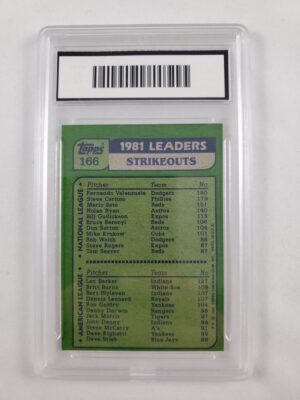 Topps
166
1981 LEADERS
STRIKEOUTS
NATIONAL LEAGUE
Pitcher Team No
Fernando Valenzuela Dodgers 180
Steve Carlton Phillies 179
Mario Soto Reds 151
Nolan Ryan Astros 140
Bill Gullickson Expos 115
Bruce Berenyi Reds 106
Don Sutton Astros 104
Mike Krukow Cubs 101
Bob Welch Dodgers 88
Steve Rogers Expos 87
Tom Seaver Reds 87
AMERICAN LEAGUE
Pitcher Team No
Len Barker Indians 127
Britt Burns White Sox 108
Bert Blyleven Indians 107
Dennis Leonard Royals 107
Ron Guidry Yankees 104
Danny Darwin Rangers 98
Jack Morris Tigers 97
John Denny Indians 94
Steve McCatty A's 91
Dave Righetti Yankees 90
Dave Stieb Blue Jays 89